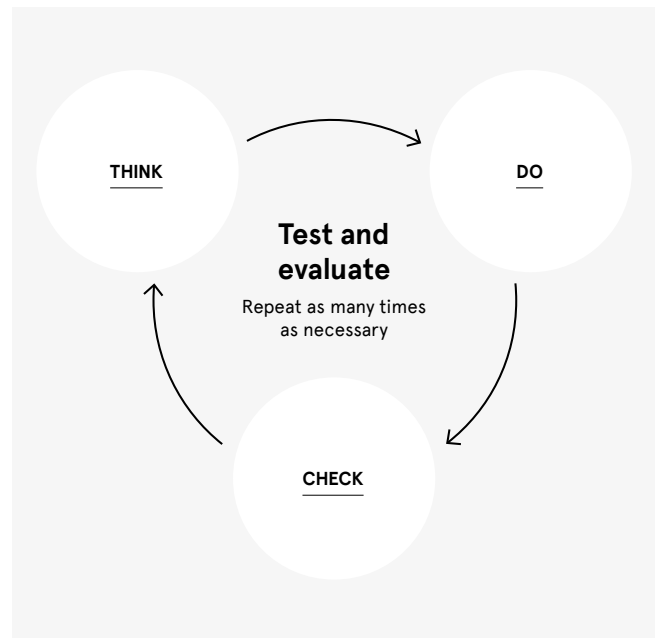 THINK
DO
Test and
evaluate
Repeat as many times
as necessary
CHECK